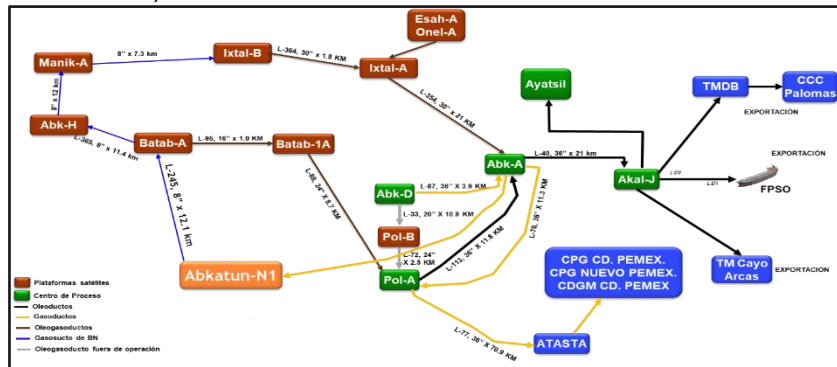 Esah-A
Onel-A
8" x 7.3 km
Ixtal-B
L-364, 30" x 1.8 KM
Ixtal-A
Manik-A
8" x 12 km
Abk-H
L-365, 8" x 11.4 km
Batab-A
L-95, 16" x 1.0 KM
Batab-1A
L-354, 30" x 21 KM
Ayatsil
TMDB
CCC
Palomas
EXPORTACIÓN
EXPORTACIÓN
Abk-A
L-40, 36" x 21 km
Akal-J
FPSO
L-245, 8" X 12.1 KM
24" X 8.7 KM
Abk-D
L-87, 36" X 3.9 KM
L-33, 20" X 10.8 KM
Pol-B
L-72, 24"
X 2.5 KM
Pol-A
L-113, 36" X 11.8 KM
36" X 11.3 KM
Abkatun-N1
CPG CD. PEMEX.
CPG NUEVO PEMEX.
CDGM CD. PEMEX
TM Cayo
Arcas
EXPORTACIÓN
L-77, 36" X 70.9 KM
ATASTA
Plataformas satélites
Centro de Proceso
Oleoductos
Gasoductos
Oleogasoductos
Gasosucto de BN
Oleogasoducto fuera de operación